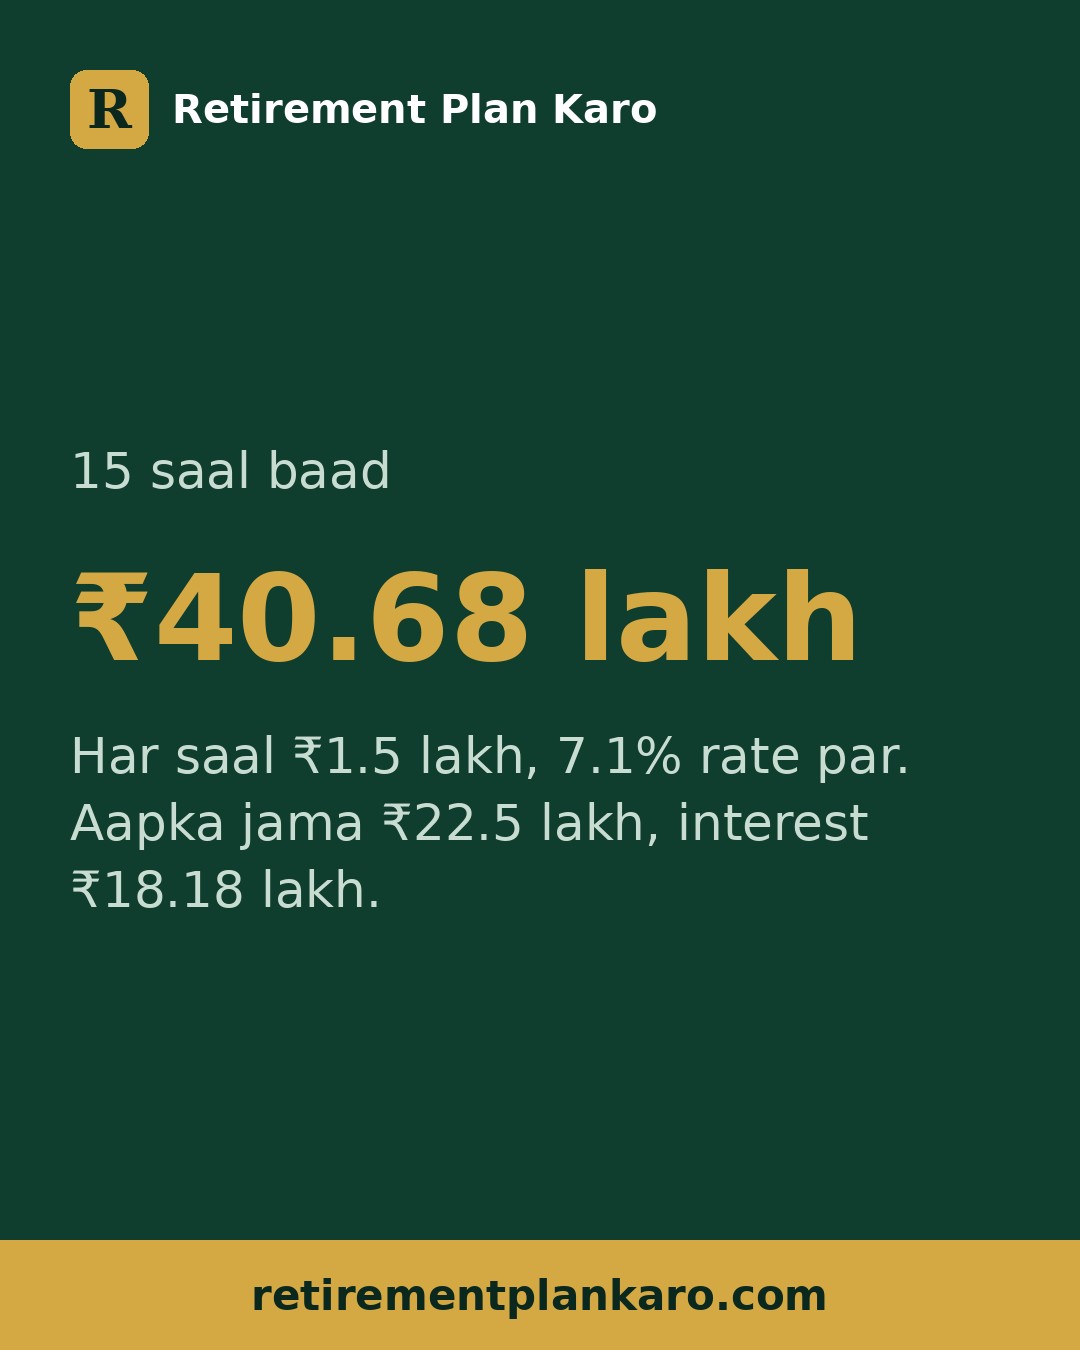 R
Retirement Plan Karo
15 saal baad
₹40.68 lakh
Har saal ₹1.5 lakh, 7.1% rate par.
Aapka jama ₹22.5 lakh, interest
₹18.18 lakh.
retirementplankaro.com